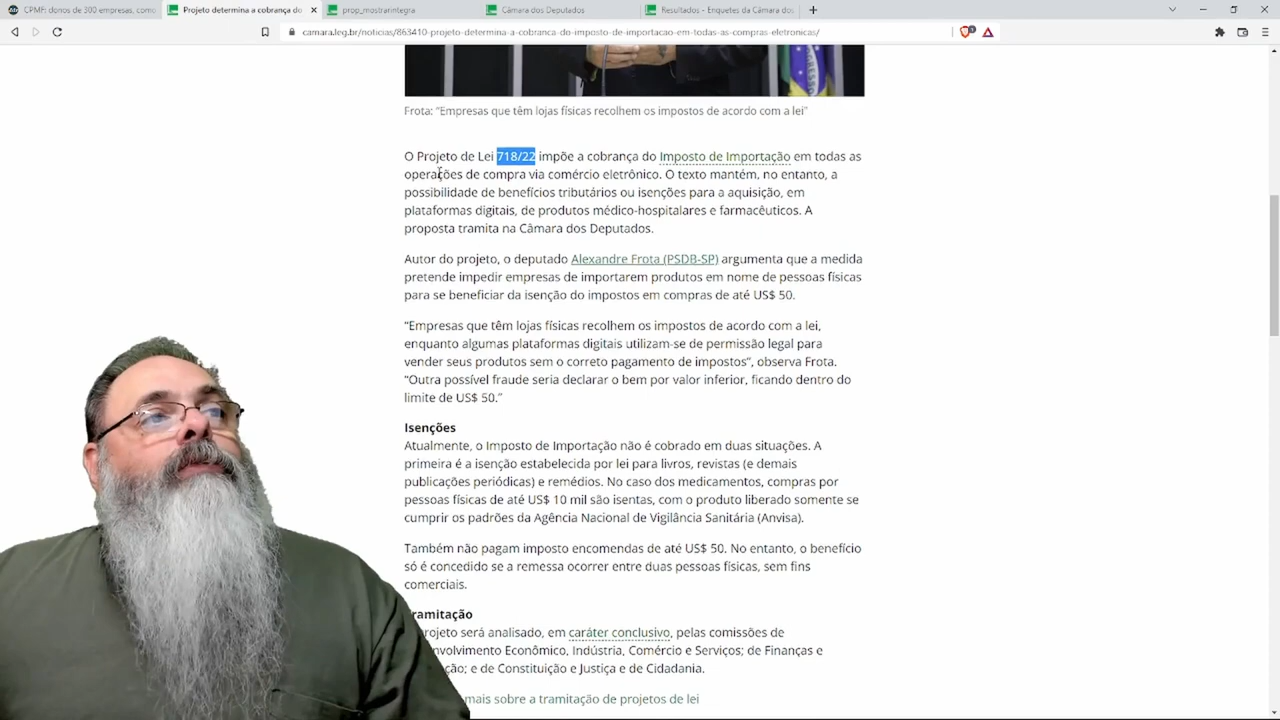 CPMF: donos de 300 empresas, como
Projeto determina a cobrança do
prop_mostrarintegra
Câmara dos Deputados
Resultados - Enquetes da Câmara dos
camara.leg.br/noticias/863410-projeto-determina-a-cobranca-do-imposto-de-importacao-em-todas-as-compras-eletronicas/
Frota: “Empresas que têm lojas físicas recolhem os impostos de acordo com a lei”
O Projeto de Lei 718/22 impõe a cobrança do Imposto de Importação em todas as
operações de compra via comércio eletrônico. O texto mantém, no entanto, a
possibilidade de benefícios tributários ou isenções para a aquisição, em
plataformas digitais, de produtos médico-hospitalares e farmacêuticos. A
proposta tramita na Câmara dos Deputados.
Autor do projeto, o deputado Alexandre Frota (PSDB-SP) argumenta que a medida
pretende impedir empresas de importarem produtos em nome de pessoas físicas
para se beneficiar da isenção do impostos em compras de até US$ 50.
“Empresas que têm lojas físicas recolhem os impostos de acordo com a lei,
enquanto algumas plataformas digitais utilizam-se de permissão legal para
vender seus produtos sem o correto pagamento de impostos“, observa Frota.
“Outra possível fraude seria declarar o bem por valor inferior, ficando dentro do
limite de US$ 50.”
Isenções
Atualmente, o Imposto de Importação não é cobrado em duas situações. A
primeira é a isenção estabelecida por lei para livros, revistas (e demais
publicações periódicas) e remédios. No caso dos medicamentos, compras por
pessoas físicas de até US$ 10 mil são isentas, com o produto liberado somente se
cumprir os padrões da Agência Nacional de Vigilância Sanitária (Anvisa).
Também não pagam imposto encomendas de até US$ 50. No entanto, o benefício
só é concedido se a remessa ocorrer entre duas pessoas físicas, sem fins
comerciais.
ramitação
rojeto será analisado, em caráter conclusivo, pelas comissões de
nvolvimento Econômico, Indústria, Comércio e Serviços; de Finanças e
ção; e de Constituição e Justiça e de Cidadania.
mais sobre a tramitação de projetos de lei